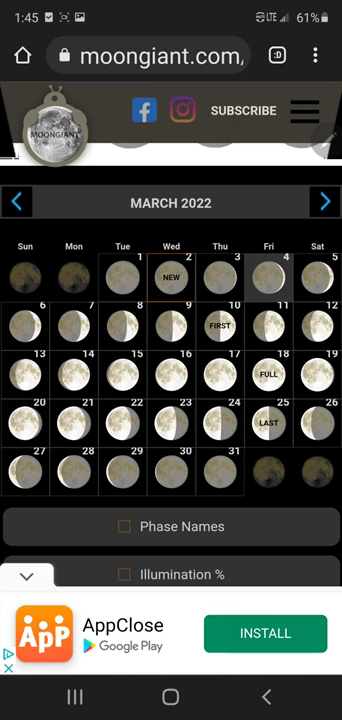 1:45 LTE 61%
moongiant.com, :D
MOONGIANT SUBSCRIBE
MARCH 2022
Sun Mon Tue Wed Thu Fri Sat
1 2 3 4 5
NEW
6 7 8 9 10 11 12
FIRST
13 14 15 16 17 18 19
FULL
20 21 22 23 24 25 26
LAST
27 28 29 30 31
Phase Names
Illumination %
App
AppClose
Google Play
INSTALL